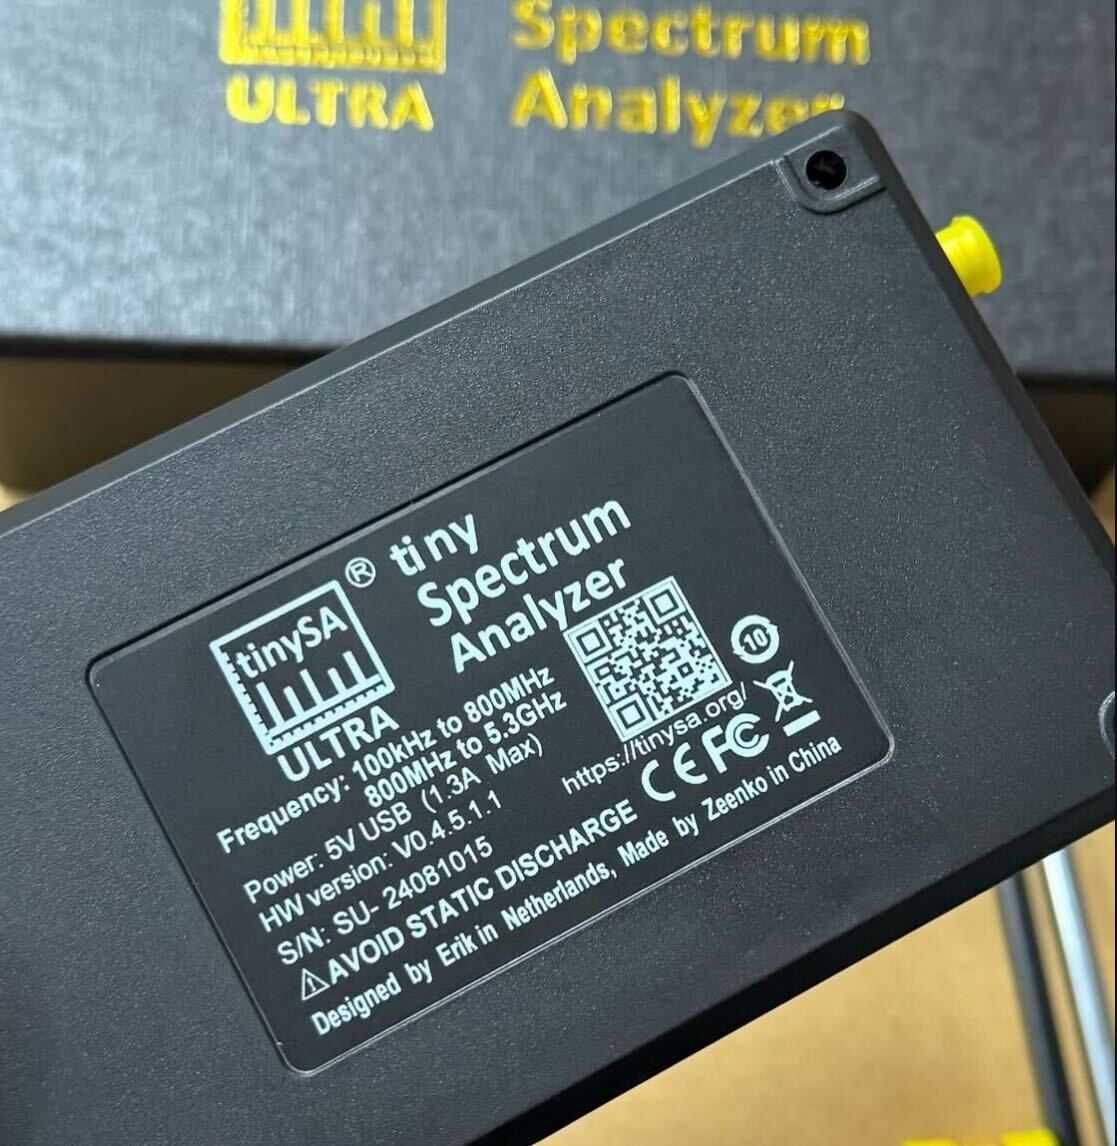 ULTRA
Spectrum
Analyzer
tinySA®
ULTRA
tiny
Spectrum
Analyzer
Frequency: 100kHz to 800MHz
800MHz to 5.3GHz
Power: 5V USB (1.3A Max)
HW version: V0.4.5.1.1
S/N: SU- 24081015
https://tinysa.org/
10
CE FC
⚠AVOID STATIC DISCHARGE
Designed by Erik in Netherlands, Made by Zeenko in China